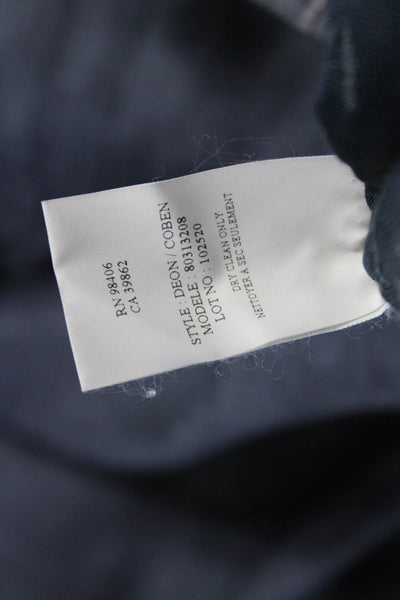 RN 98406
CA 39862
STYLE : DEON / COBEN
MODELE : 80313208
LOT NO : 102520
DRY CLEAN ONLY
NETTOYER A SEC SEULEMENT